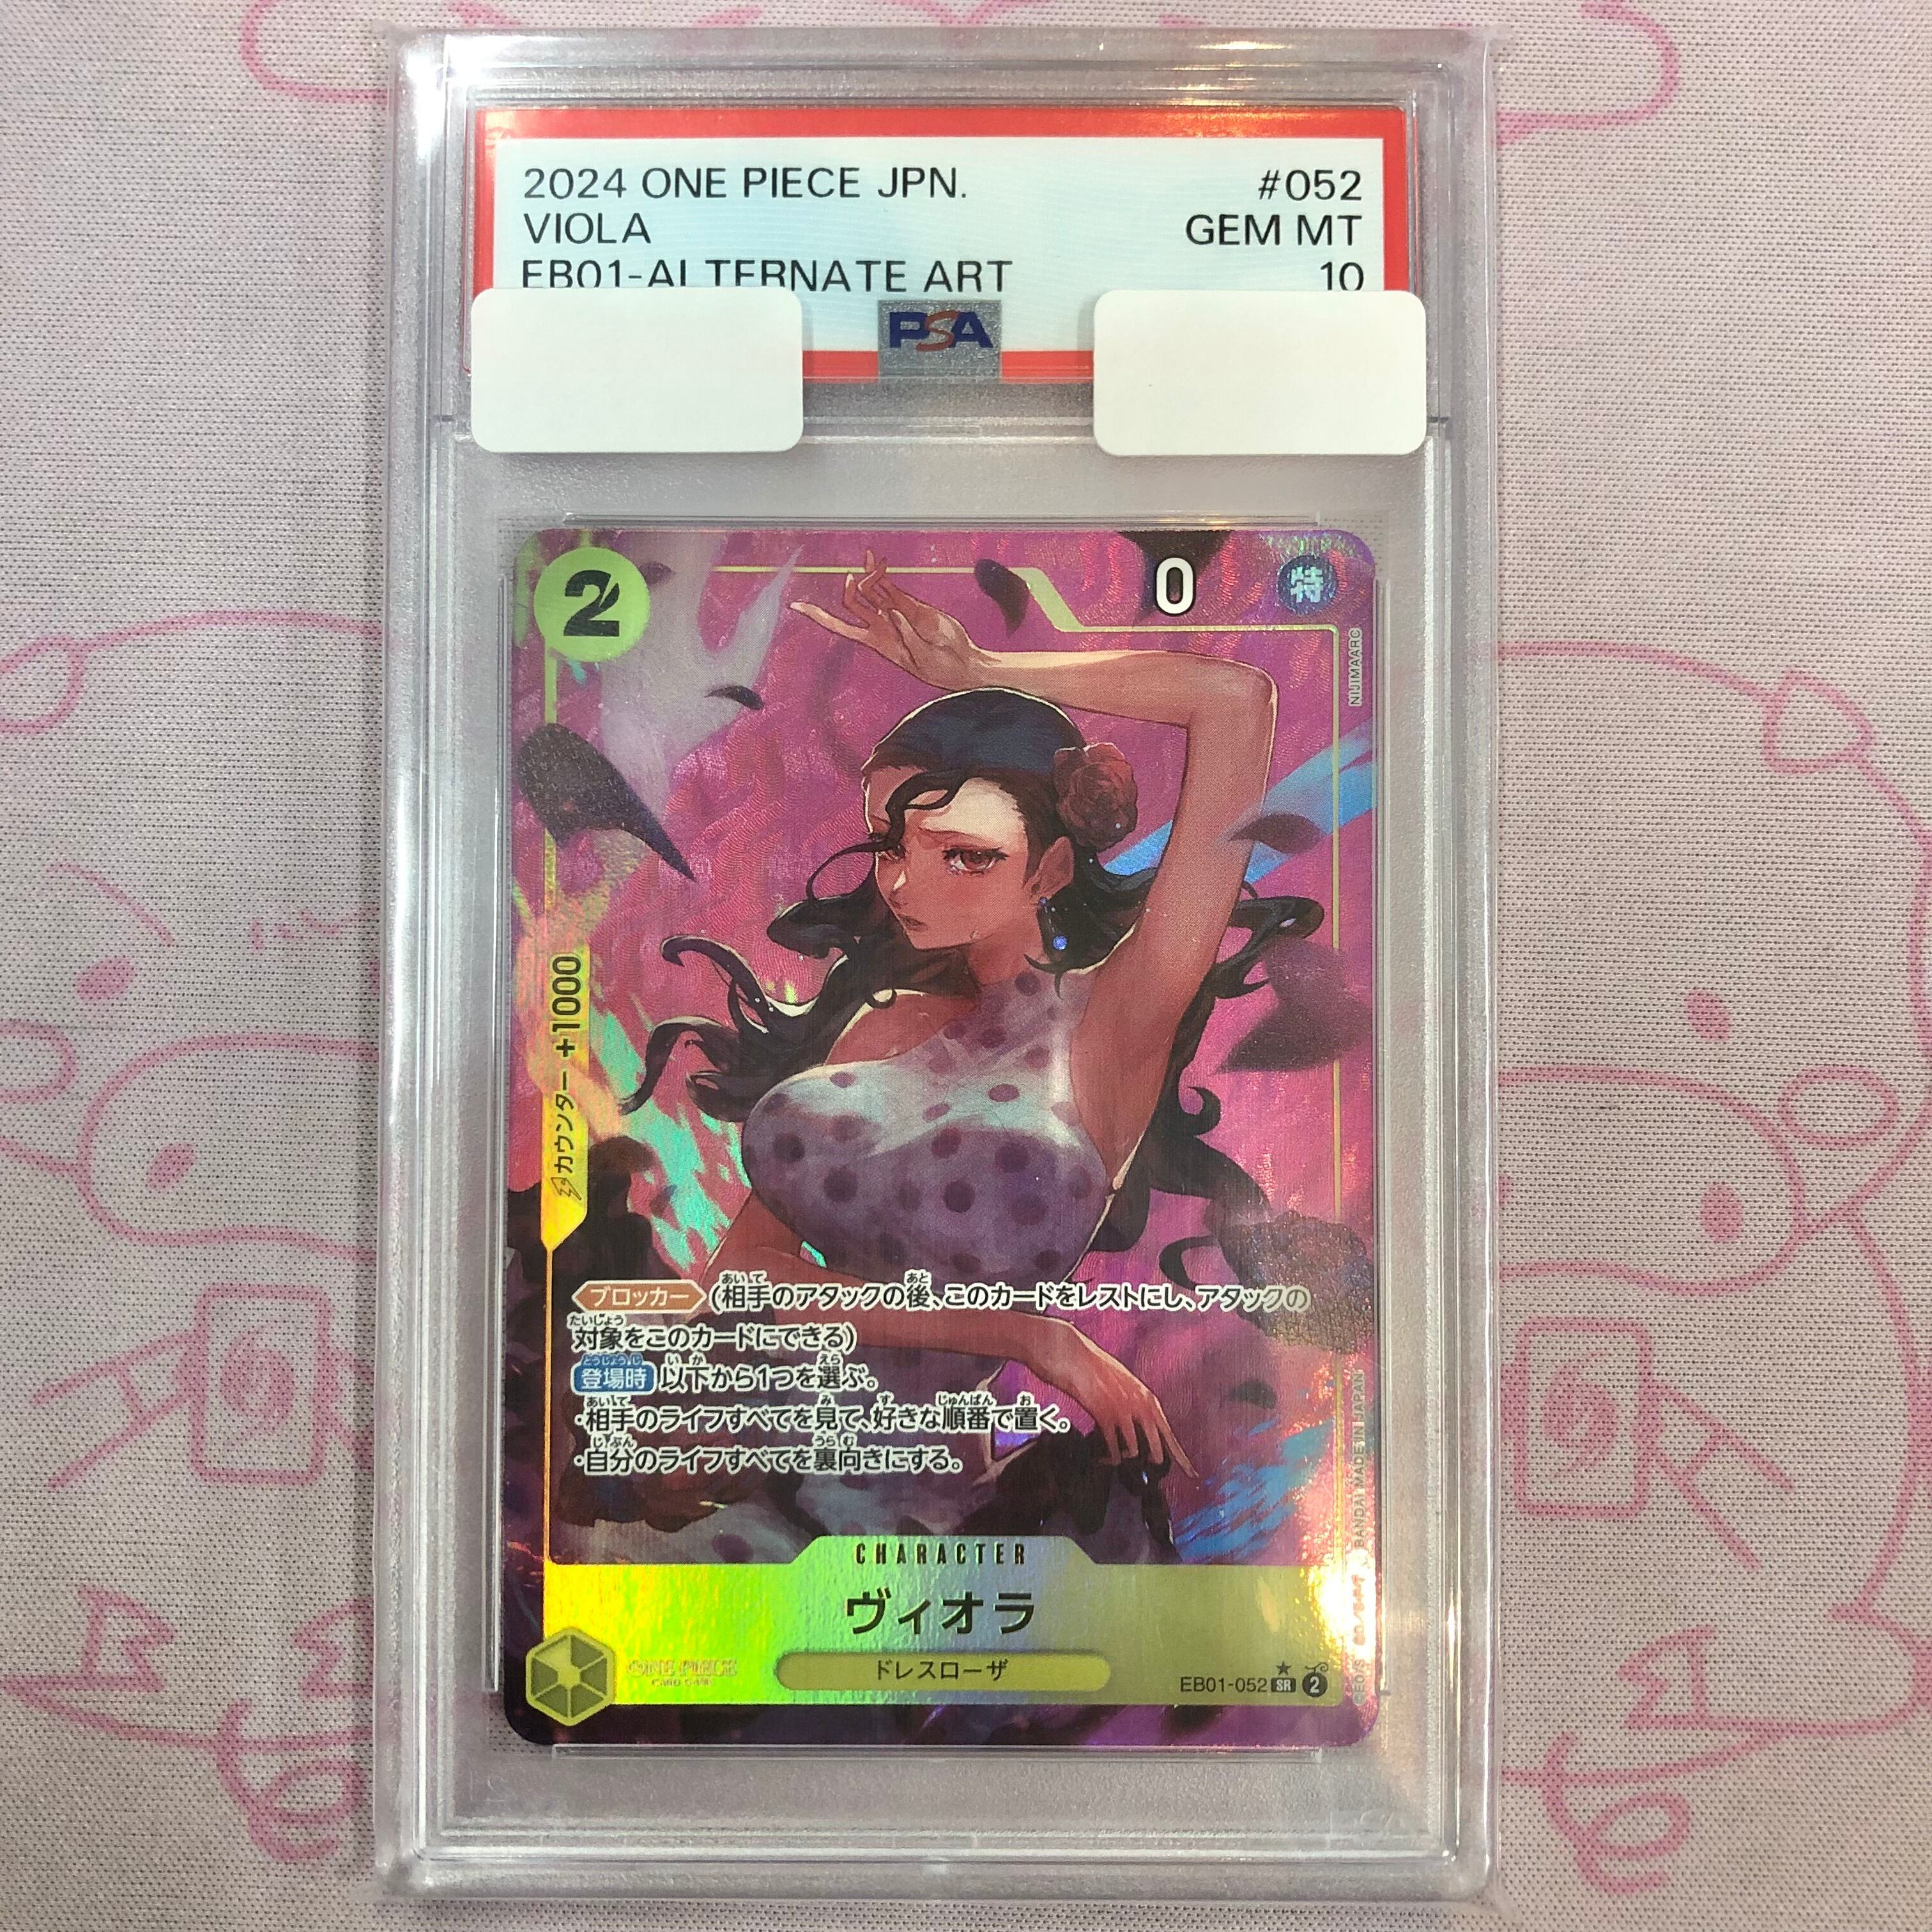 2024 ONE PIECE JPN. #052
VIOLA GEM MT
EB01-ALTERNATE ART 10
PSA
2
0
特
NIJIMAARC
カウンター +1000
ブロッカー (相手のアタックの後、このカードをレストにし、アタックの
対象をこのカードにできる)
登場時 以下から1つを選ぶ。
・相手のライフすべてを見て、好きな順番で置く。
・自分のライフすべてを裏向きにする。
BANDAI MADE IN JAPAN
CHARACTER
ヴィオラ
ドレスローザ
ONE PIECE
CARD GAME
EB01-052 SR 2